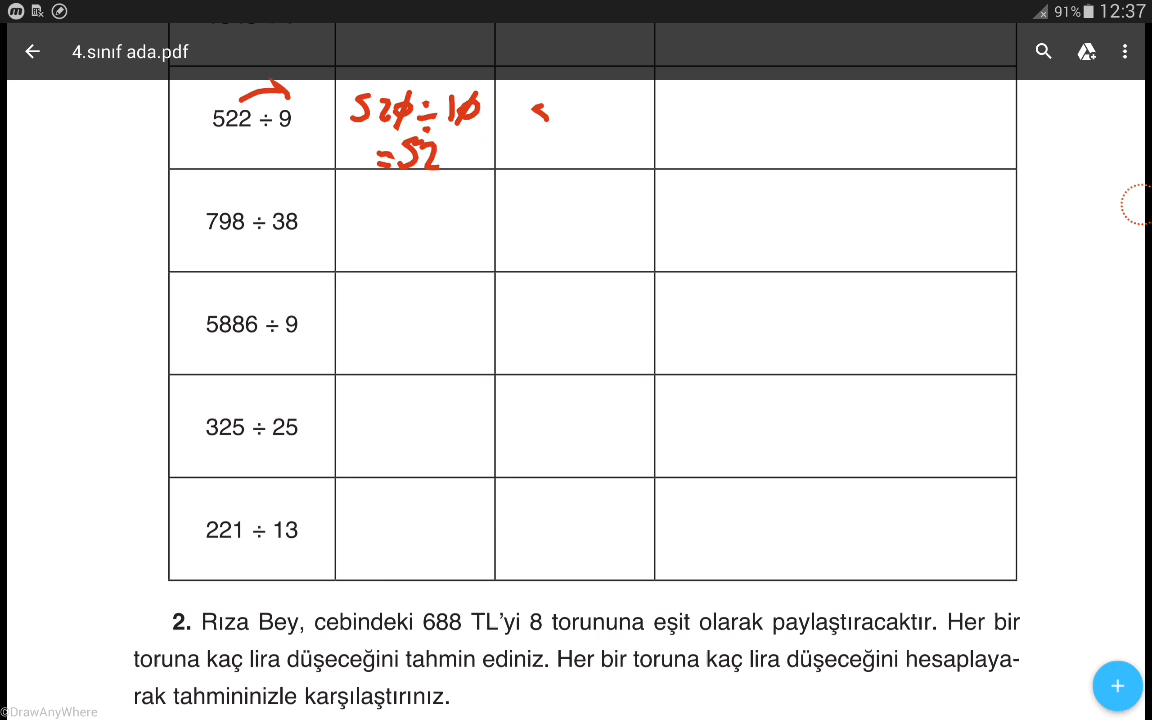 91% 12:37
4.sınıf ada.pdf
522 ÷ 9 520 ÷ 10
= 52
798 ÷ 38
5886 ÷ 9
325 ÷ 25
221 ÷ 13
2. Rıza Bey, cebindeki 688 TL’yi 8 torununa eşit olarak paylaştıracaktır. Her bir
toruna kaç lira düşeceğini tahmin ediniz. Her bir toruna kaç lira düşeceğini hesaplaya-
rak tahmininizle karşılaştırınız.
©DrawAnyWhere